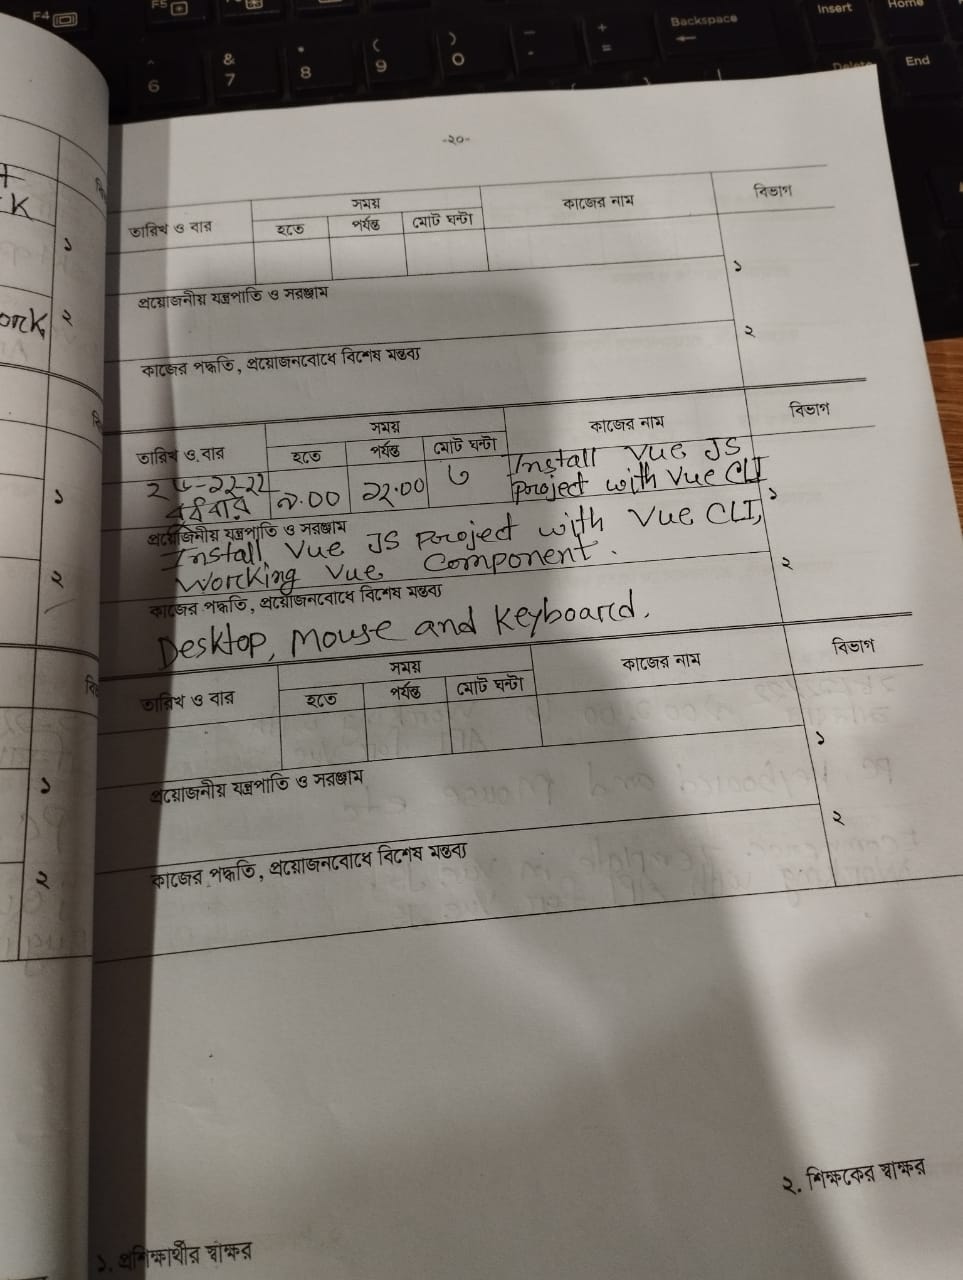 F4
F5
Backspace
Insert
Home
Delete
End
^
6
&
7
*
8
(
9
)
0
-
+
=
-২০-
সময়
কাজের নাম
বিভাগ
তারিখ ও বার
হতে
পর্যন্ত
মোট ঘন্টা
১
প্রয়োজনীয় যন্ত্রপাতি ও সরঞ্জাম
২
কাজের পদ্ধতি, প্রয়োজনবোধে বিশেষ মন্তব্য
সময়
কাজের নাম
বিভাগ
তারিখ ও বার
হতে
পর্যন্ত
মোট ঘন্টা
Install Vue JS
Project with Vue CLI
৯.০০
১২.০০
৩
১
প্রয়োজনীয় যন্ত্রপাতি ও সরঞ্জাম
Install Vue JS Project with Vue CLI,
Working Vue Component.
২
কাজের পদ্ধতি, প্রয়োজনবোধে বিশেষ মন্তব্য
Desktop, Mouse and Keyboard.
সময়
কাজের নাম
বিভাগ
তারিখ ও বার
হতে
পর্যন্ত
মোট ঘন্টা
১
প্রয়োজনীয় যন্ত্রপাতি ও সরঞ্জাম
২
কাজের পদ্ধতি, প্রয়োজনবোধে বিশেষ মন্তব্য
২. শিক্ষকের স্বাক্ষর
১. প্রশিক্ষার্থীর স্বাক্ষর